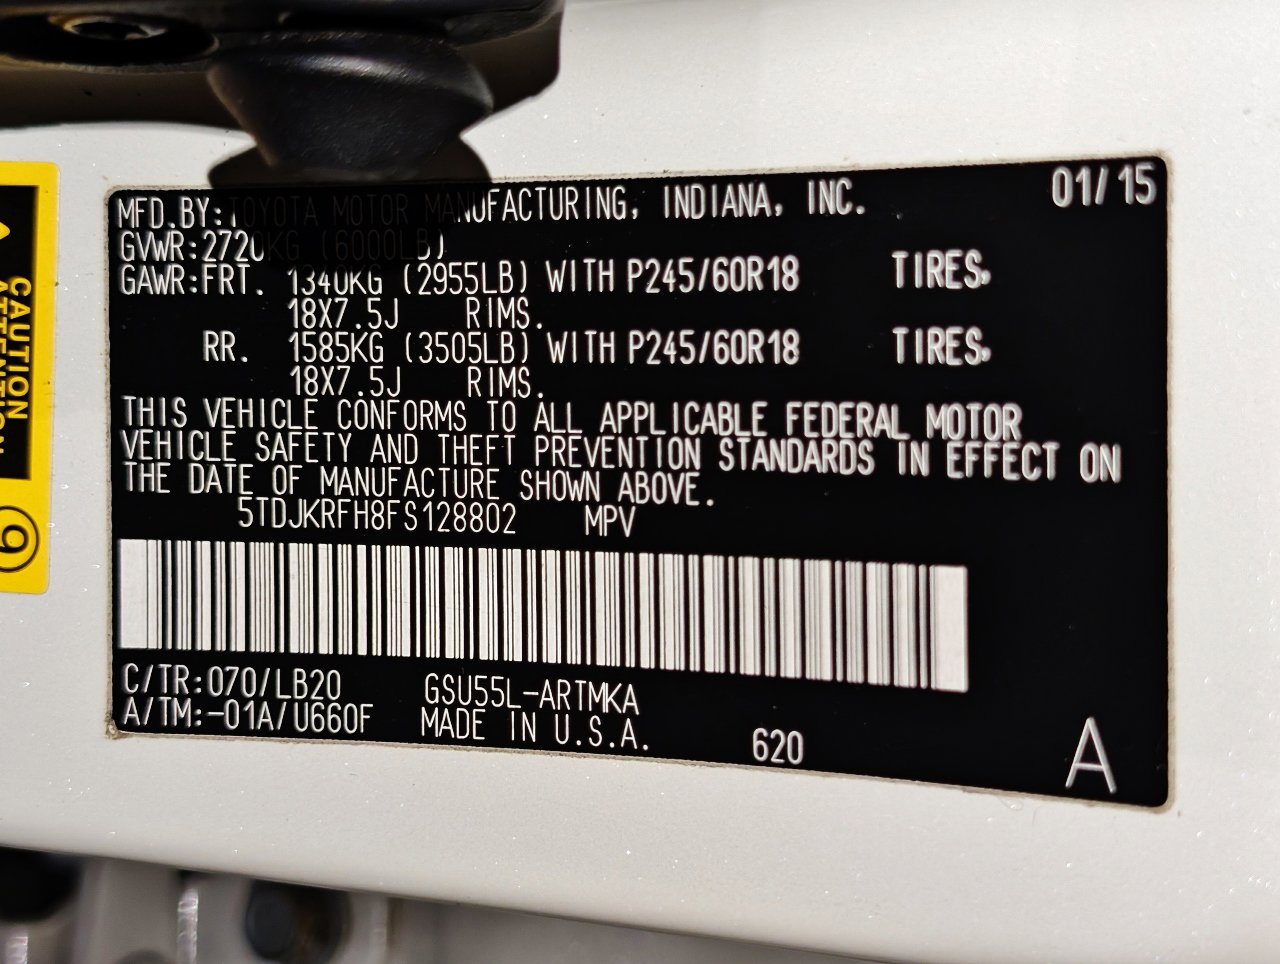 MFD.BY:TOYOTA MOTOR MANUFACTURING, INDIANA, INC. 01/15
GVWR:2720KG (6000LB)
GAWR:FRT. 1340KG (2955LB) WITH P245/60R18 TIRES,
18X7.5J RIMS.
RR. 1585KG (3505LB) WITH P245/60R18 TIRES,
18X7.5J RIMS.
THIS VEHICLE CONFORMS TO ALL APPLICABLE FEDERAL MOTOR
VEHICLE SAFETY AND THEFT PREVENTION STANDARDS IN EFFECT ON
THE DATE OF MANUFACTURE SHOWN ABOVE.
5TDJKRFH8FS128802 MPV
C/TR:070/LB20 GSU55L-ARTMKA
A/TM:-01A/U660F MADE IN U.S.A.
620
A
CAUTION
ATTENTION
9